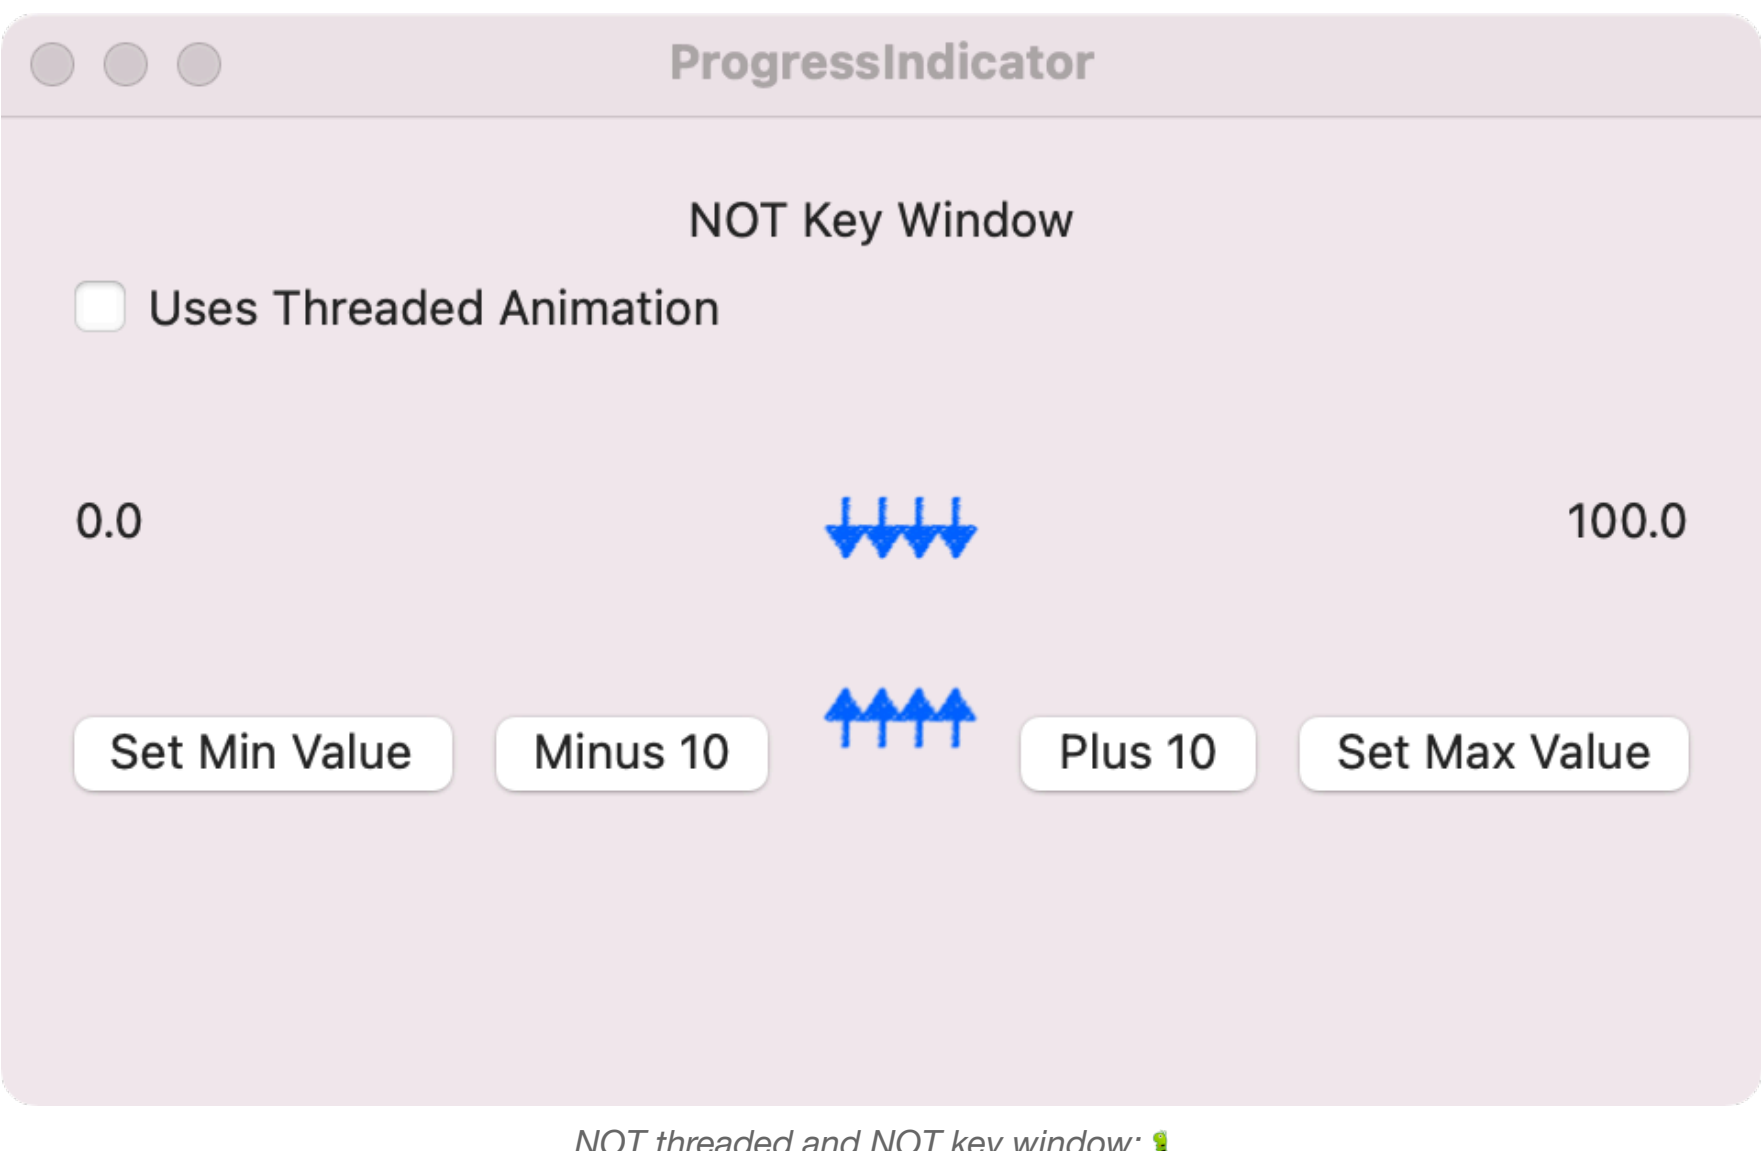 ProgressIndicator
NOT Key Window
Uses Threaded Animation
0.0 100.0
Set Min Value Minus 10 Plus 10 Set Max Value
NOT threaded and NOT key window: 🐛